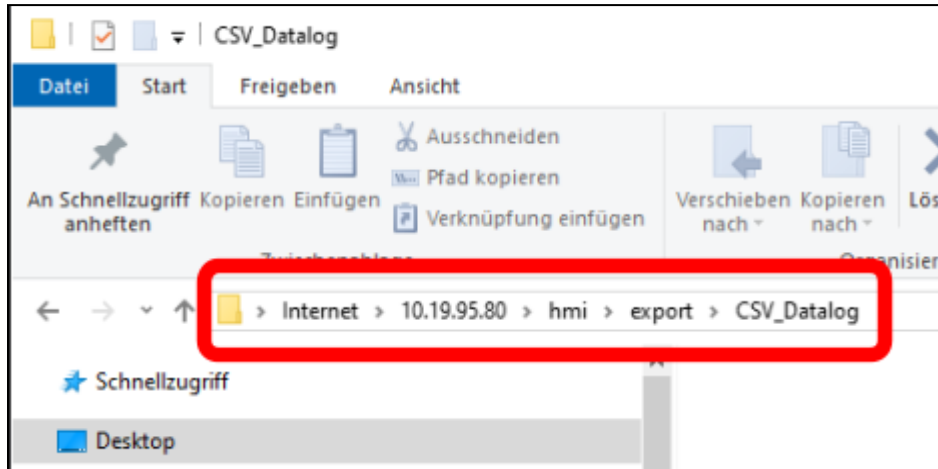 CSV_Datalog
Datei Start Freigeben Ansicht
An Schnellzugriff anheften
Kopieren Einfügen
Ausschneiden
Pfad kopieren
Verknüpfung einfügen
Verschieben nach
Kopieren nach
Internet > 10.19.95.80 > hmi > export > CSV_Datalog
Schnellzugriff
Desktop